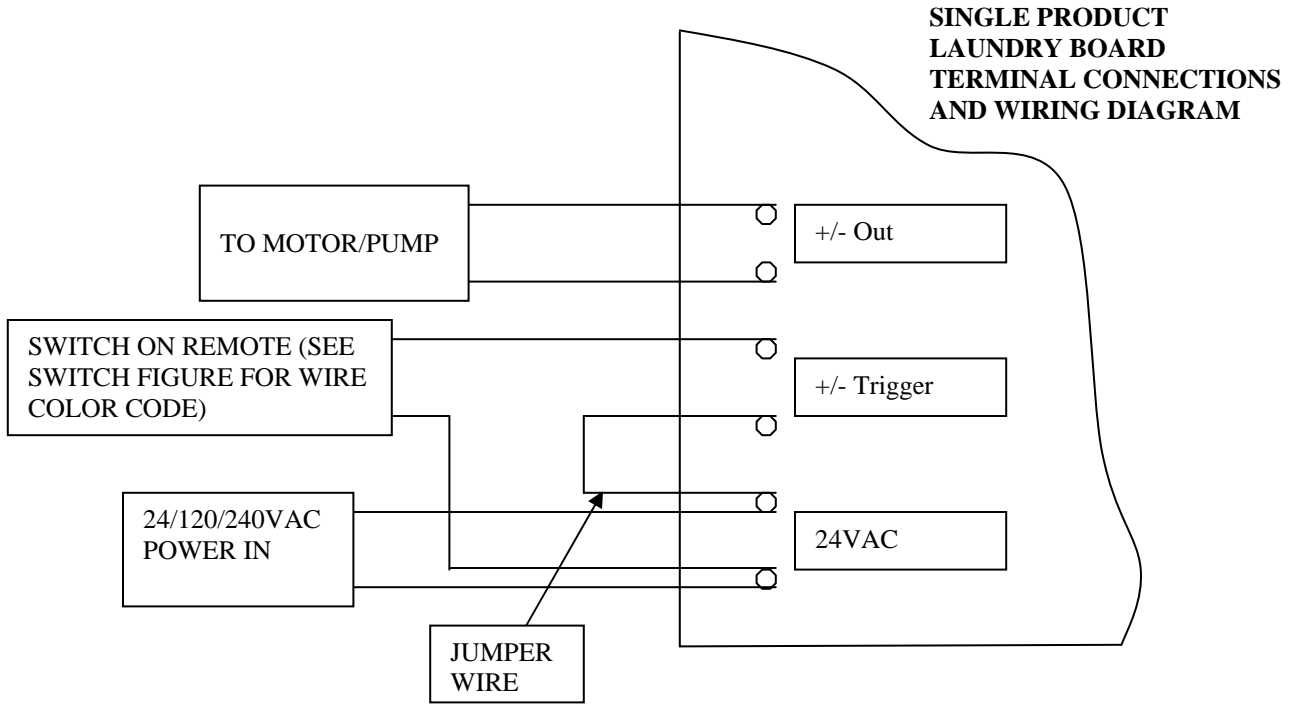 SINGLE PRODUCT
LAUNDRY BOARD
TERMINAL CONNECTIONS
AND WIRING DIAGRAM
TO MOTOR/PUMP
+/- Out
SWITCH ON REMOTE (SEE
SWITCH FIGURE FOR WIRE
COLOR CODE)
+/- Trigger
24/120/240VAC
POWER IN
24VAC
JUMPER
WIRE